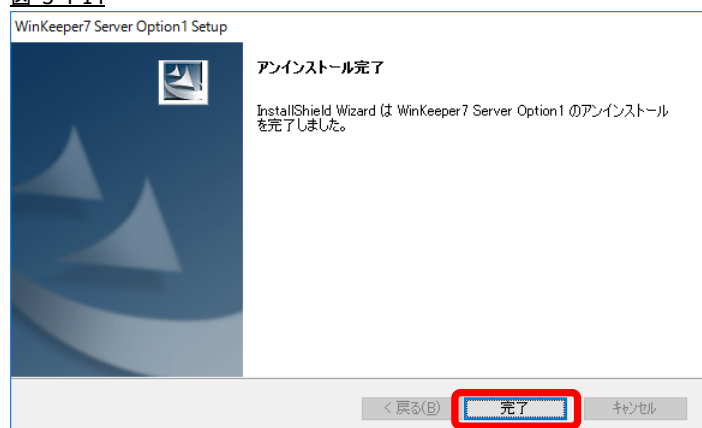 WinKeeper7 Server Option1 Setup
アンインストール完了
InstallShield Wizard は WinKeeper7 Server Option1 のアンインストール
を完了しました。
< 戻る(B)
完了
キャンセル